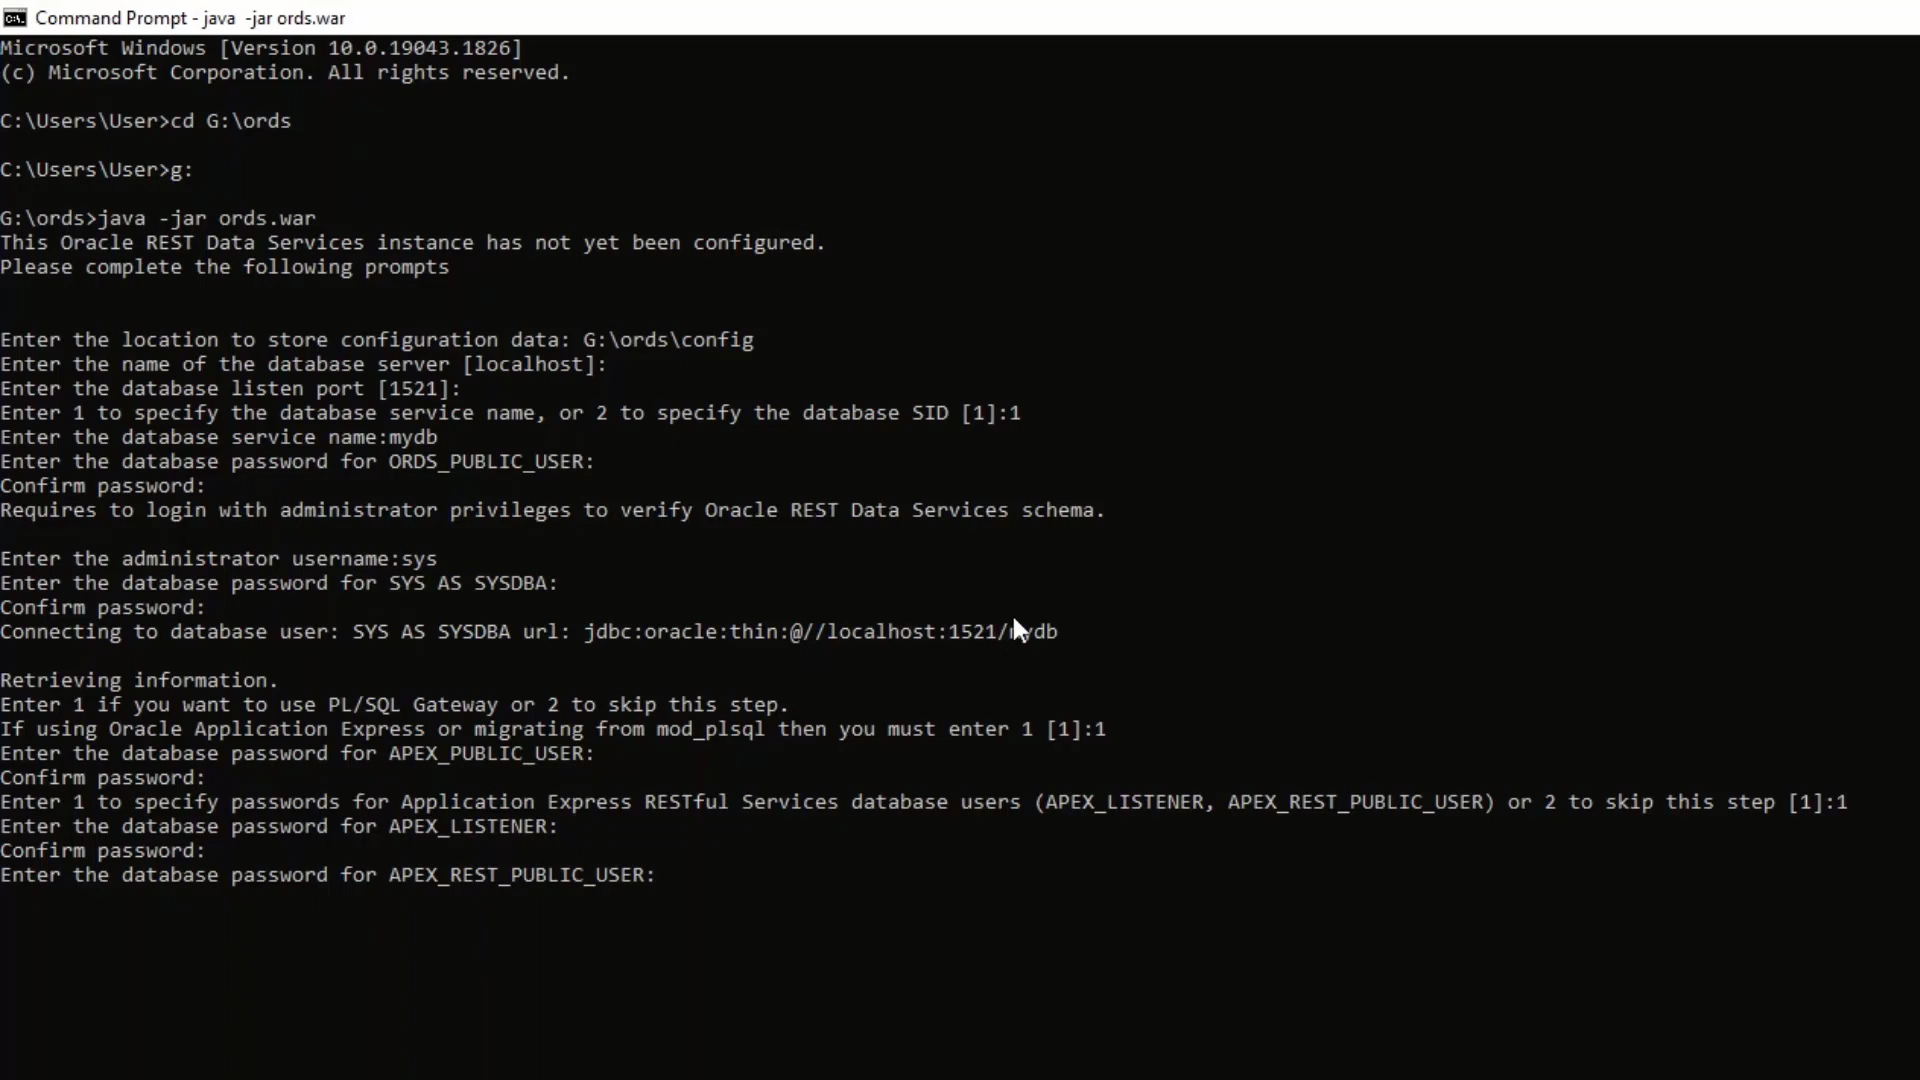 Command Prompt - java  -jar ords.war
Microsoft Windows [Version 10.0.19043.1826]
(c) Microsoft Corporation. All rights reserved.
C:\Users\User>cd G:\ords
C:\Users\User>g:
G:\ords>java -jar ords.war
This Oracle REST Data Services instance has not yet been configured.
Please complete the following prompts
Enter the location to store configuration data: G:\ords\config
Enter the name of the database server [localhost]:
Enter the database listen port [1521]:
Enter 1 to specify the database service name, or 2 to specify the database SID [1]:1
Enter the database service name:mydb
Enter the database password for ORDS_PUBLIC_USER:
Confirm password:
Requires to login with administrator privileges to verify Oracle REST Data Services schema.
Enter the administrator username:sys
Enter the database password for SYS AS SYSDBA:
Confirm password:
Connecting to database user: SYS AS SYSDBA url: jdbc:oracle:thin:@//localhost:1521/mydb
Retrieving information.
Enter 1 if you want to use PL/SQL Gateway or 2 to skip this step.
If using Oracle Application Express or migrating from mod_plsql then you must enter 1 [1]:1
Enter the database password for APEX_PUBLIC_USER:
Confirm password:
Enter 1 to specify passwords for Application Express RESTful Services database users (APEX_LISTENER, APEX_REST_PUBLIC_USER) or 2 to skip this step [1]:1
Enter the database password for APEX_LISTENER:
Confirm password:
Enter the database password for APEX_REST_PUBLIC_USER: